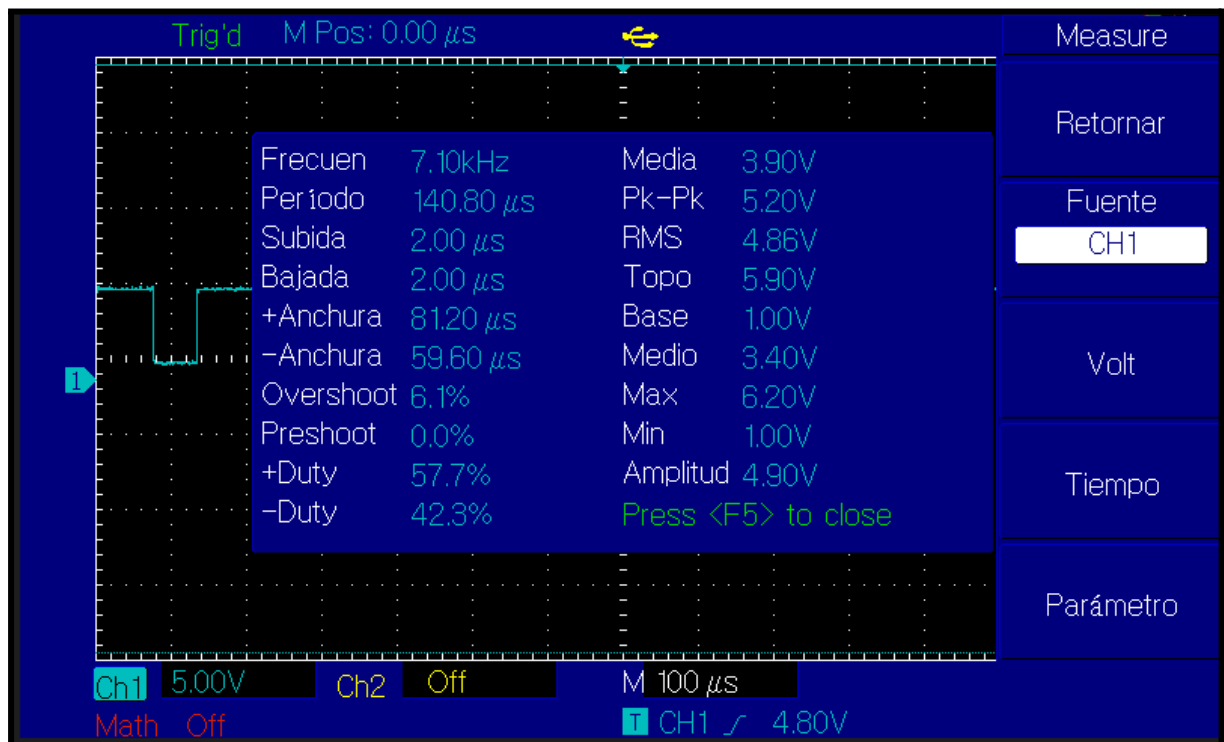 Trig'd M Pos: 0.00 μs Measure
Retornar
Frecuen 7.10kHz Media 3.90V
Período 140.80 μs Pk-Pk 5.20V Fuente
Subida 2.00 μs RMS 4.86V CH1
Bajada 2.00 μs Topo 5.90V
+Anchura 81.20 μs Base 1.00V
-Anchura 59.60 μs Medio 3.40V Volt
1
Overshoot 6.1% Max 6.20V
Preshoot 0.0% Min 1.00V
+Duty 57.7% Amplitud 4.90V Tiempo
-Duty 42.3% Press <F5> to close
Parámetro
Ch1 5.00V Ch2 Off M 100 μs
Math Off T CH1 4.80V